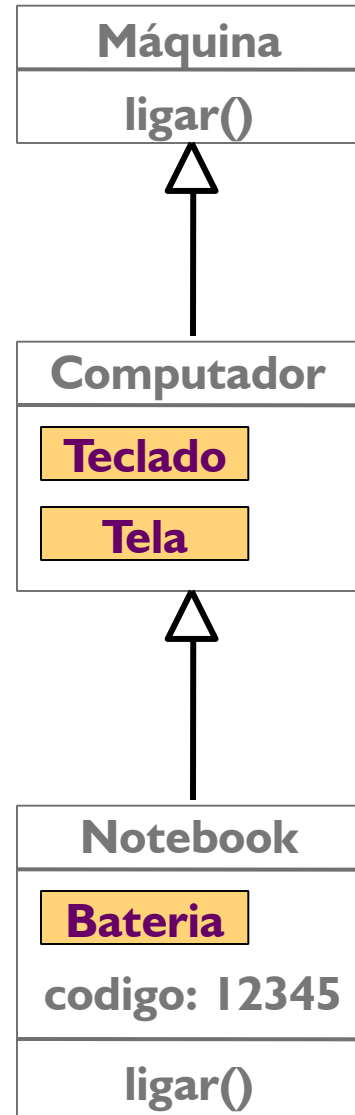 Máquina
ligar()
Computador
Teclado
Tela
Notebook
Bateria
codigo: 12345
ligar()